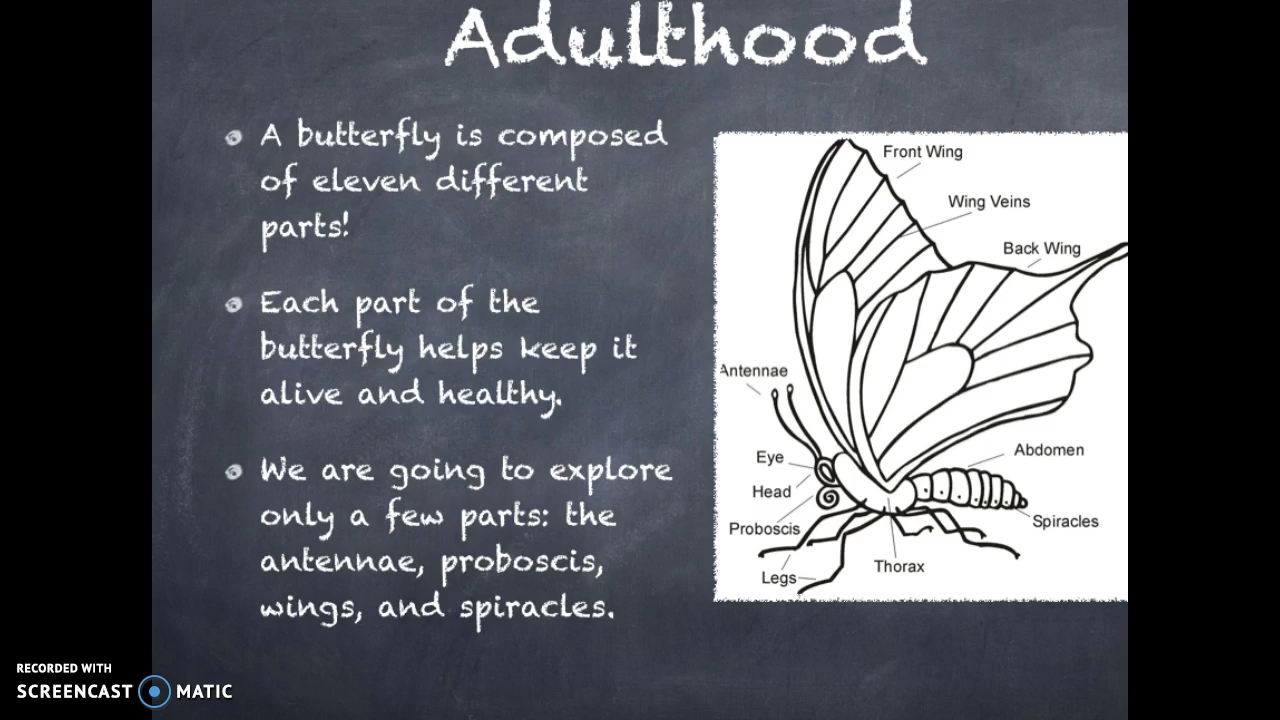 Adulthood
A butterfly is composed
of eleven different
parts!
Each part of the
butterfly helps keep it
alive and healthy.
We are going to explore
only a few parts: the
antennae, proboscis,
wings, and spiracles.
Front Wing
Wing Veins
Back Wing
Antennae
Eye
Head
Proboscis
Legs
Thorax
Abdomen
Spiracles
RECORDED WITH
SCREENCAST MATIC